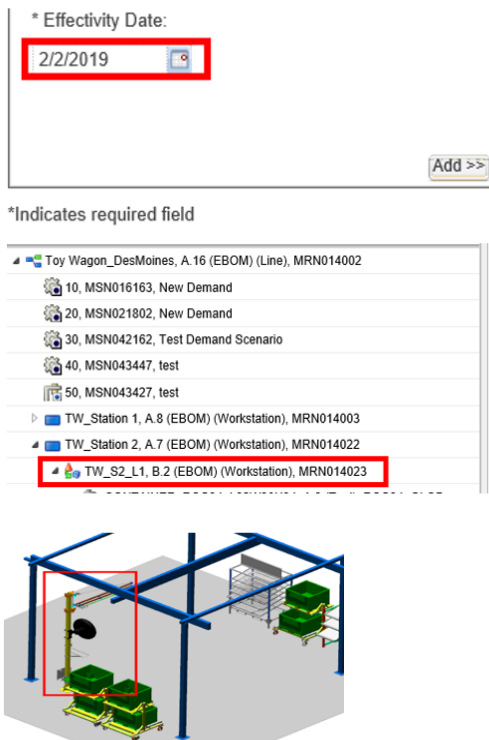 * Effectivity Date:
2/2/2019
Add >>
*Indicates required field
Toy Wagon_DesMoines, A.16 (EBOM) (Line), MRN014002
10, MSN016163, New Demand
20, MSN021802, New Demand
30, MSN042162, Test Demand Scenario
40, MSN043447, test
50, MSN043427, test
TW_Station 1, A.8 (EBOM) (Workstation), MRN014003
TW_Station 2, A.7 (EBOM) (Workstation), MRN014022
TW_S2_L1, B.2 (EBOM) (Workstation), MRN014023